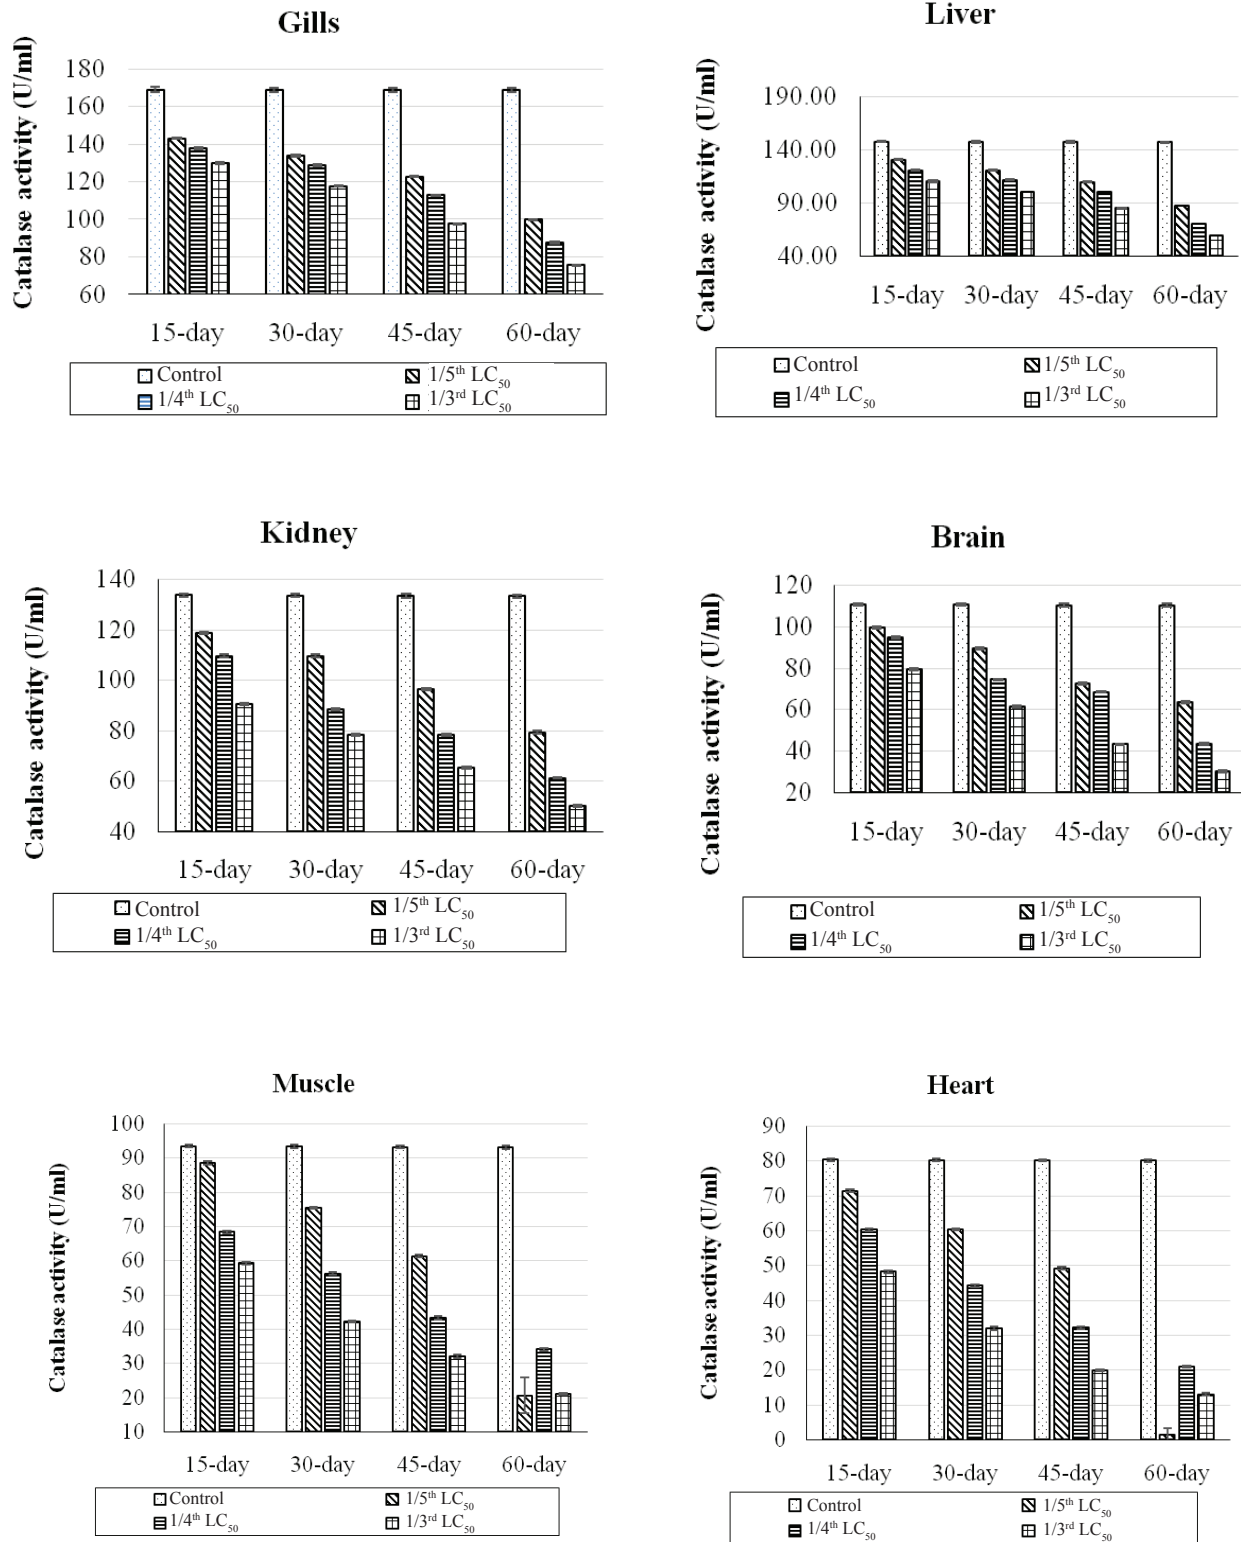 Gills
Catalase activity (U/ml)
180
160
140
120
100
80
60
15-day 30-day 45-day 60-day
Control 1/5th LC50
1/4th LC50 1/3rd LC50
Liver
Catalase activity (U/ml)
190.00
140.00
90.00
40.00
15-day 30-day 45-day 60-day
Control 1/5th LC50
1/4th LC50 1/3rd LC50
Kidney
Catalase activity (U/ml)
140
120
100
80
60
40
15-day 30-day 45-day 60-day
Control 1/5th LC50
1/4th LC50 1/3rd LC50
Brain
Catalase activity (U/ml)
120
100
80
60
40
20
15-day 30-day 45-day 60-day
Control 1/5th LC50
1/4th LC50 1/3rd LC50
Muscle
Catalase activity (U/ml)
100
90
80
70
60
50
40
30
20
10
15-day 30-day 45-day 60-day
Control 1/5th LC50
1/4th LC50 1/3rd LC50
Heart
Catalase activity (U/ml)
90
80
70
60
50
40
30
20
10
0
15-day 30-day 45-day 60-day
Control 1/5th LC50
1/4th LC50 1/3rd LC50